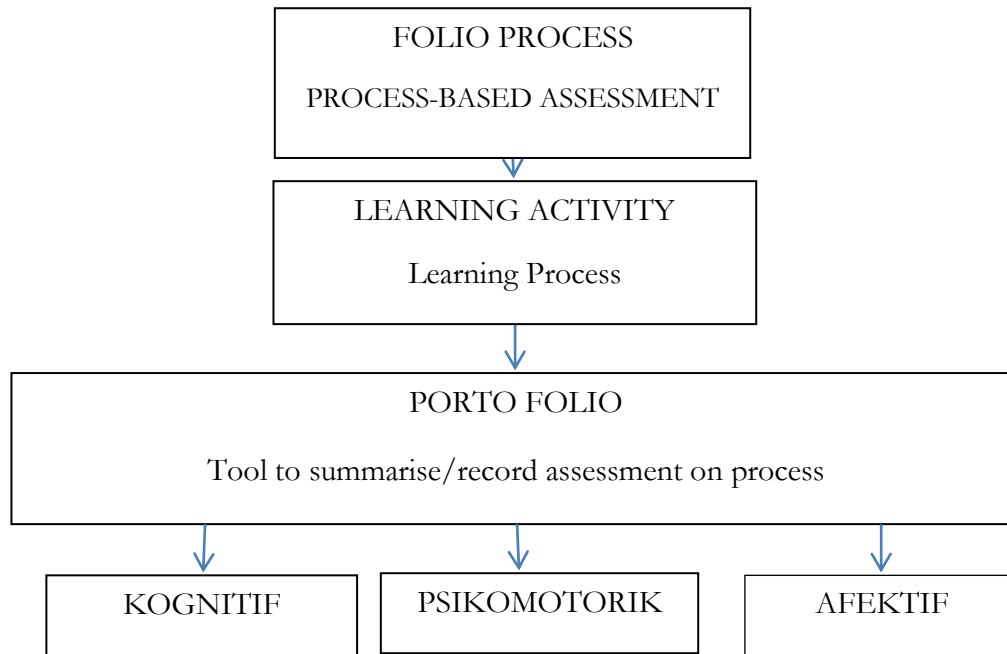 FOLIO PROCESS
PROCESS-BASED ASSESSMENT
LEARNING ACTIVITY
Learning Process
PORTO FOLIO
Tool to summarise/record assessment on process
KOGNITIF
PSIKOMOTORIK
AFEKTIF